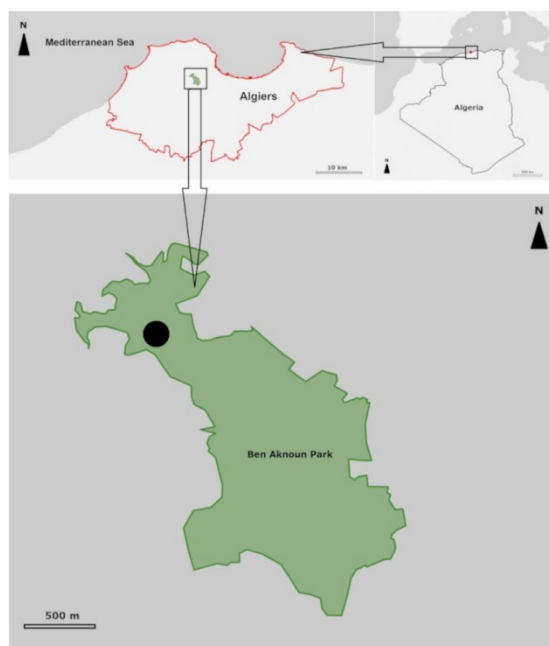 N
Mediterranean Sea
Algiers
10 km
Algeria
N
N
Ben Aknoun Park
500 m